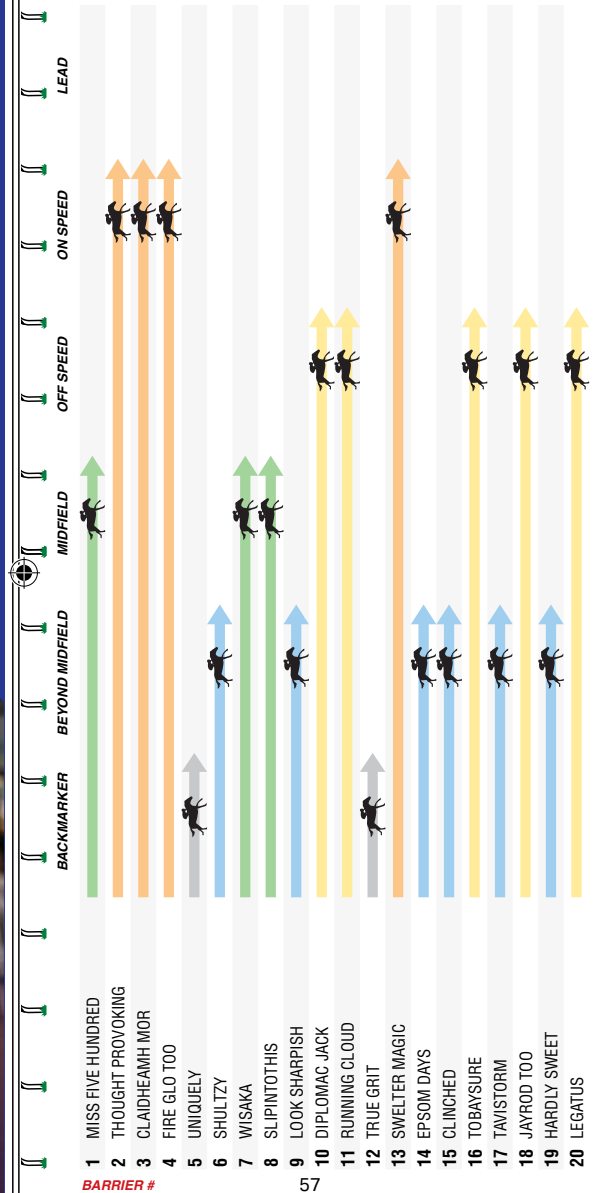 BACKMARKER BEYOND MIDFIELD MIDFIELD OFF SPEED ON SPEED LEAD
1 MISS FIVE HUNDRED
2 THOUGHT PROVOKING
3 CLAIDHEAMH MOR
4 FIRE GLO TOO
5 UNIQUELY
6 SHULTZY
7 WISAKA
8 SLIPINTOTHIS
9 LOOK SHARPISH
10 DIPLOMAC JACK
11 RUNNING CLOUD
12 TRUE GRIT
13 SWELTER MAGIC
14 EPSOM DAYS
15 CLINCHED
16 TOBAYSURE
17 TAVISTORM
18 JAYROD TOO
19 HARDLY SWEET
20 LEGATUS
BARRIER #
57